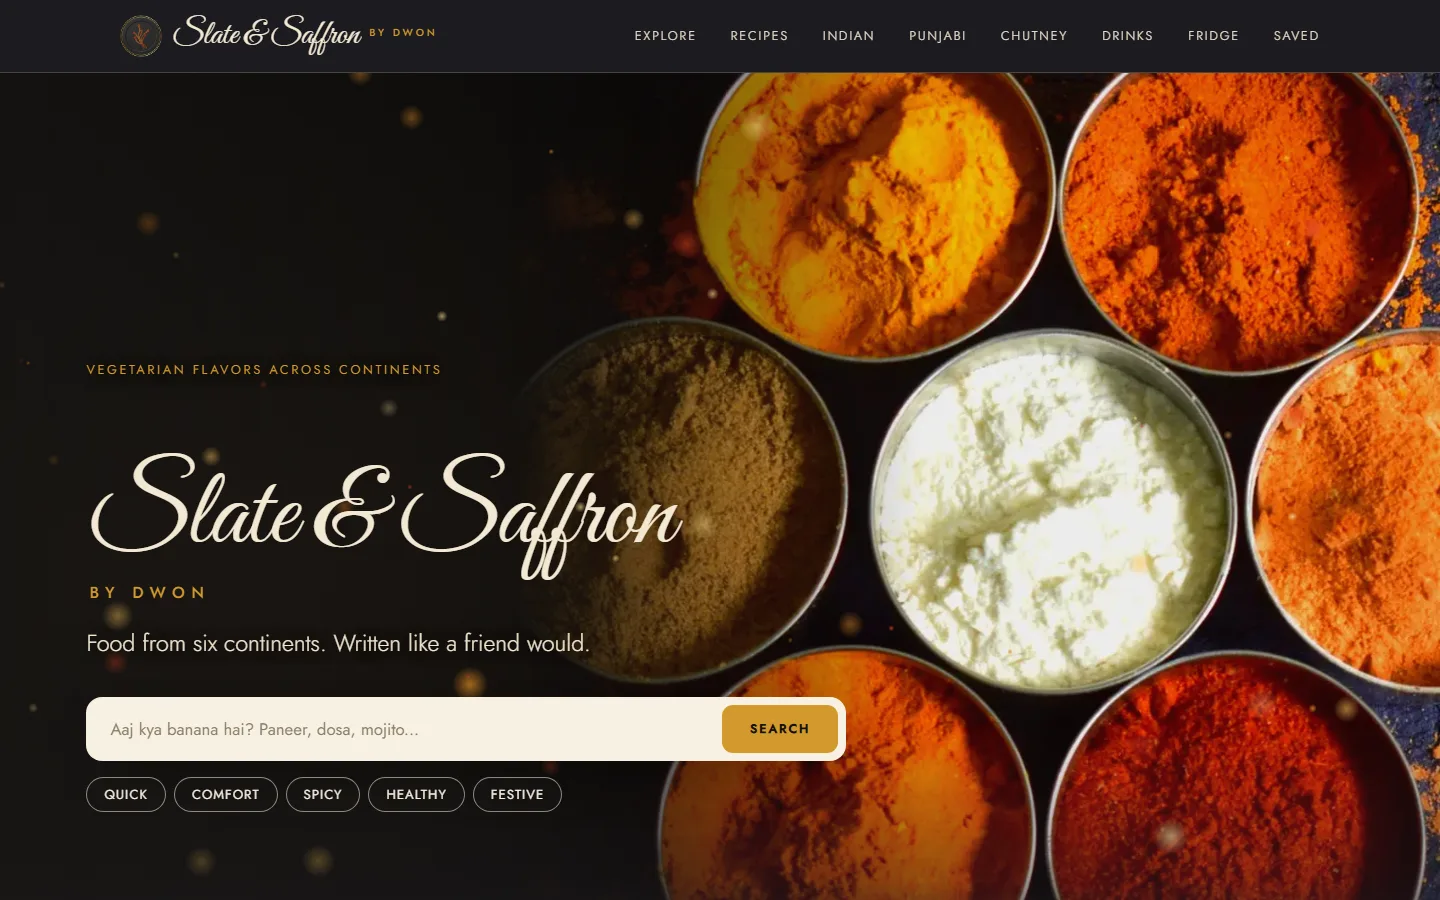 Slate & Saffron BY DWON
EXPLORE RECIPES INDIAN PUNJABI CHUTNEY DRINKS FRIDGE SAVED
VEGETARIAN FLAVORS ACROSS CONTINENTS
Slate & Saffron
BY DWON
Food from six continents. Written like a friend would.
Aaj kya banana hai? Paneer, dosa, mojito...
SEARCH
QUICK COMFORT SPICY HEALTHY FESTIVE